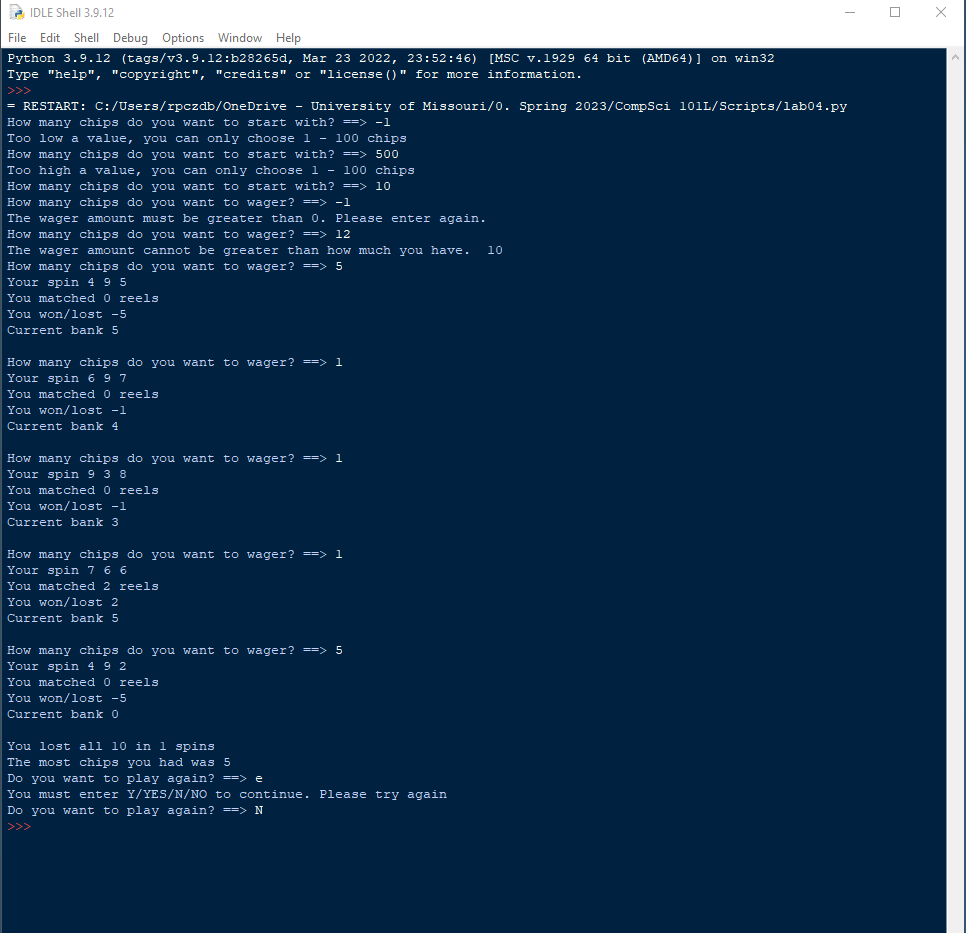 IDLE Shell 3.9.12
File Edit Shell Debug Options Window Help
Python 3.9.12 (tags/v3.9.12:b28265d, Mar 23 2022, 23:52:46) [MSC v.1929 64 bit (AMD64)] on win32
Type "help", "copyright", "credits" or "license()" for more information.
>>>
= RESTART: C:/Users/rpczdb/OneDrive - University of Missouri/0. Spring 2023/CompSci 101L/Scripts/lab04.py
How many chips do you want to start with? ==> -1
Too low a value, you can only choose 1 - 100 chips
How many chips do you want to start with? ==> 500
Too high a value, you can only choose 1 - 100 chips
How many chips do you want to start with? ==> 10
How many chips do you want to wager? ==> -1
The wager amount must be greater than 0. Please enter again.
How many chips do you want to wager? ==> 12
The wager amount cannot be greater than how much you have.  10
How many chips do you want to wager? ==> 5
Your spin 4 9 5
You matched 0 reels
You won/lost -5
Current bank 5

How many chips do you want to wager? ==> 1
Your spin 6 9 7
You matched 0 reels
You won/lost -1
Current bank 4

How many chips do you want to wager? ==> 1
Your spin 9 3 8
You matched 0 reels
You won/lost -1
Current bank 3

How many chips do you want to wager? ==> 1
Your spin 7 6 6
You matched 2 reels
You won/lost 2
Current bank 5

How many chips do you want to wager? ==> 5
Your spin 4 9 2
You matched 0 reels
You won/lost -5
Current bank 0

You lost all 10 in 1 spins
The most chips you had was 5
Do you want to play again? ==> e
You must enter Y/YES/N/NO to continue. Please try again
Do you want to play again? ==> N
>>>